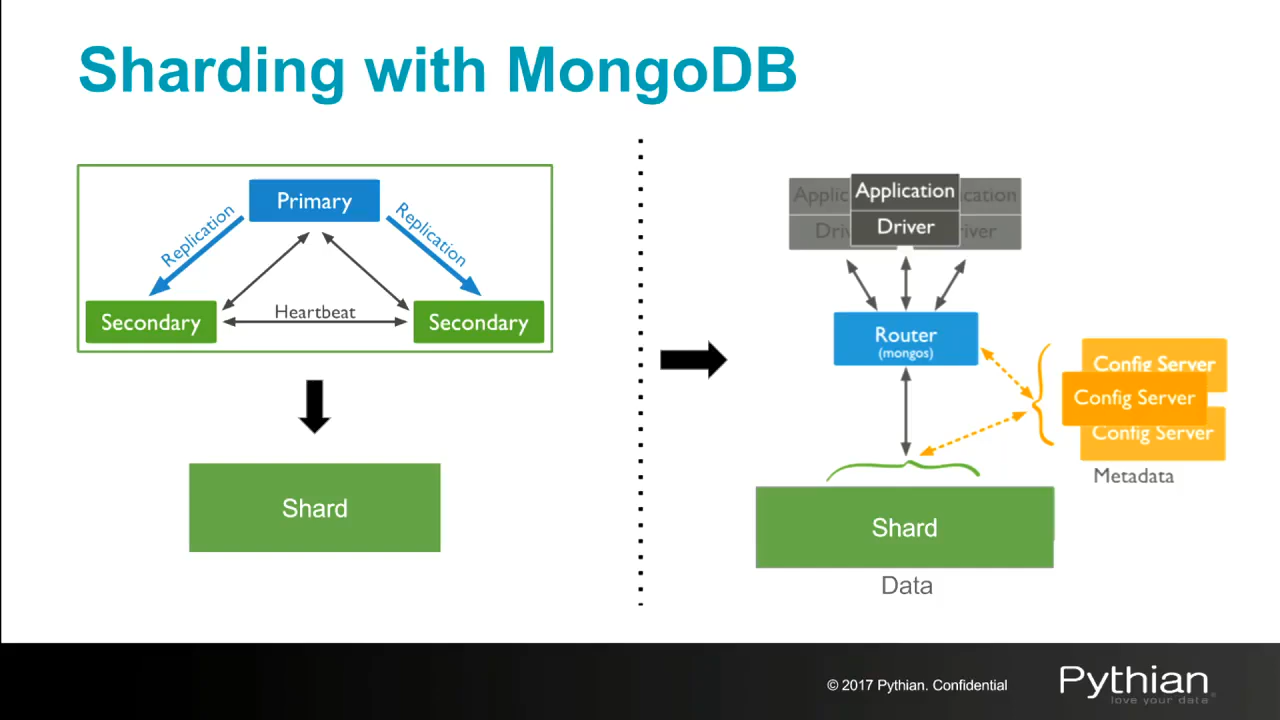 Sharding with MongoDB
Primary
Replication
Replication
Heartbeat
Secondary
Secondary
Shard
Application
Driver
Router
(mongos)
Config Server
Config Server
Config Server
Metadata
Shard
Data
© 2017 Pythian. Confidential
Pythian
love your data